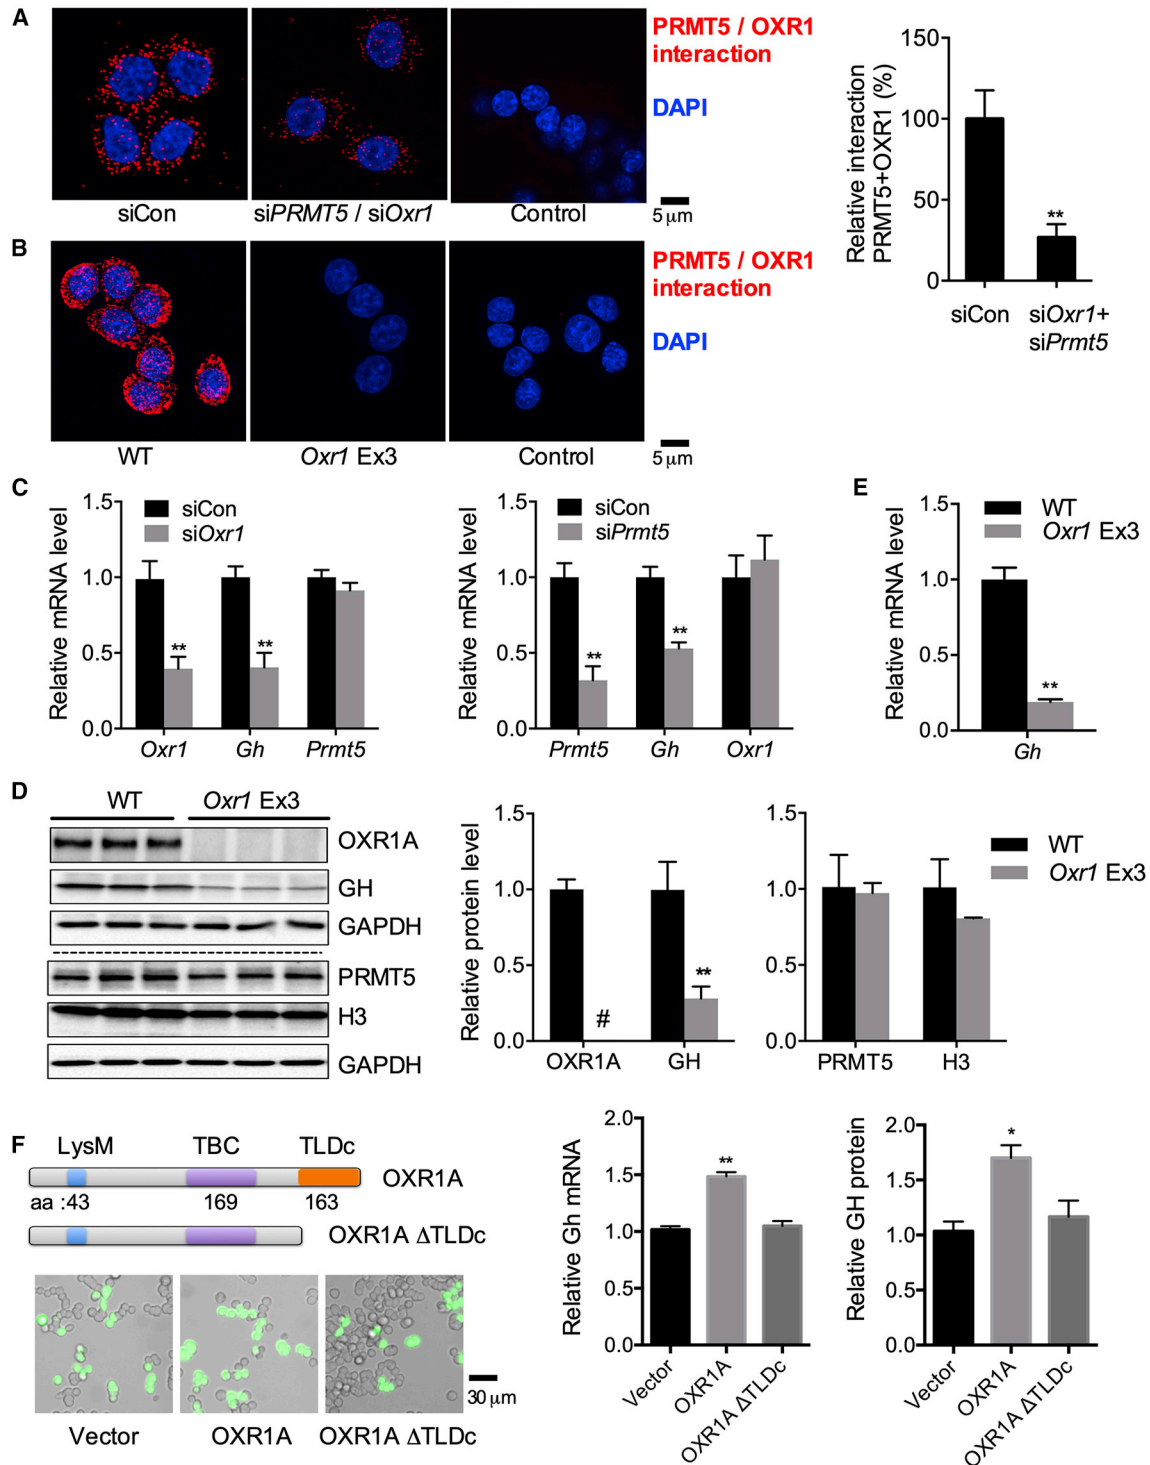 A
PRMT5 / OXR1
interaction
DAPI
siCon
siPRMT5 / siOxr1
Control
5 μm
Relative interaction
PRMT5+OXR1 (%)
150
100
50
0
**
siCon
siOxr1+
siPrmt5
B
PRMT5 / OXR1
interaction
DAPI
WT
Oxr1 Ex3
Control
5 μm
C
Relative mRNA level
1.5
1.0
0.5
0.0
siCon
siOxr1
**
**
Oxr1
Gh
Prmt5
Relative mRNA level
1.5
1.0
0.5
0.0
siCon
siPrmt5
**
**
Prmt5
Gh
Oxr1
E
Relative mRNA level
1.5
1.0
0.5
0.0
WT
Oxr1 Ex3
**
Gh
D
WT
Oxr1 Ex3
OXR1A
GH
GAPDH
PRMT5
H3
GAPDH
Relative protein level
1.5
1.0
0.5
0.0
#
**
OXR1A
GH
1.5
1.0
0.5
0.0
WT
Oxr1 Ex3
PRMT5
H3
F
LysM
TBC
TLDc
OXR1A
aa :43
169
163
OXR1A ΔTLDc
30 μm
Vector
OXR1A
OXR1A ΔTLDc
Relative Gh mRNA
2.0
1.5
1.0
0.5
0.0
**
Vector
OXR1A
OXR1A ΔTLDc
Relative GH protein
2.0
1.5
1.0
0.5
0.0
*
Vector
OXR1A
OXR1A ΔTLDc